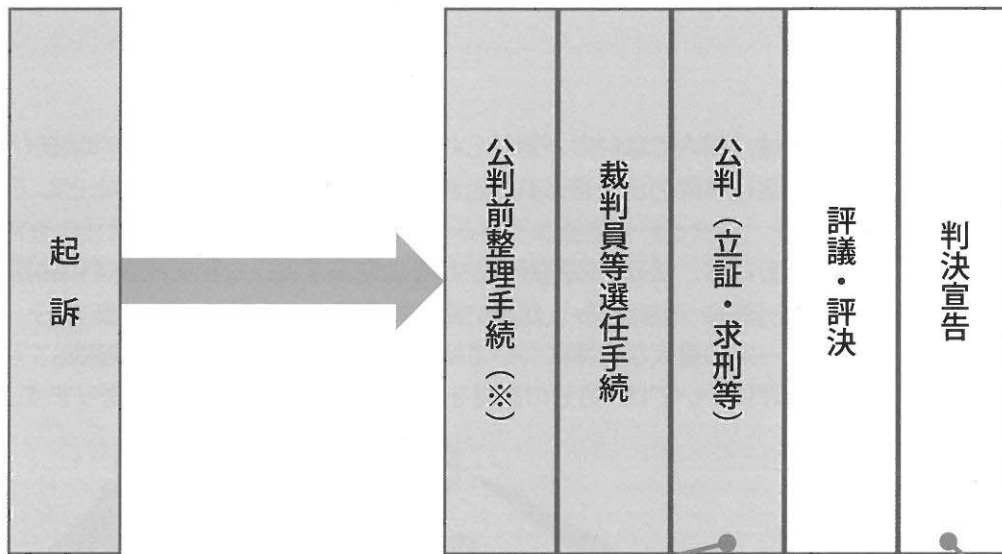 起訴
公判前整理手続（※）
裁判員等選任手続
公判（立証・求刑等）
評議・評決
判決宣告